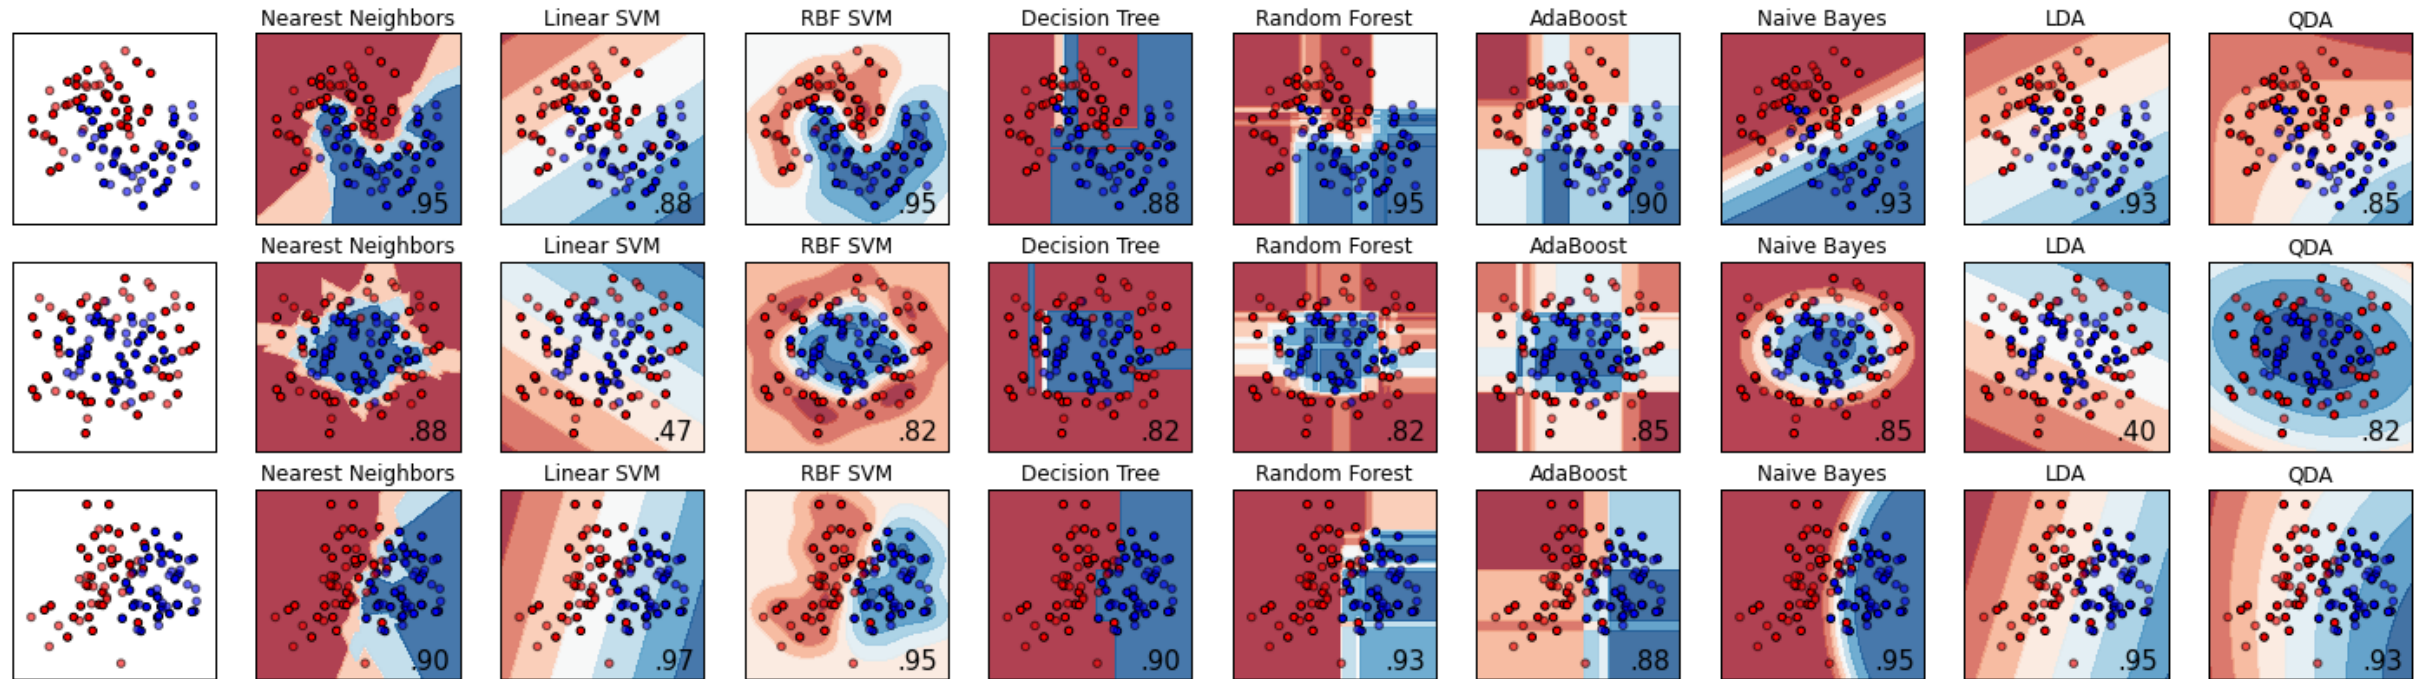 Nearest Neighbors Linear SVM RBF SVM Decision Tree Random Forest AdaBoost Naive Bayes LDA QDA
.95 .88 .95 .88 .95 .90 .93 .93 .85
Nearest Neighbors Linear SVM RBF SVM Decision Tree Random Forest AdaBoost Naive Bayes LDA QDA
.88 .47 .82 .82 .82 .85 .85 .40 .82
Nearest Neighbors Linear SVM RBF SVM Decision Tree Random Forest AdaBoost Naive Bayes LDA QDA
.90 .97 .95 .90 .93 .88 .95 .95 .93